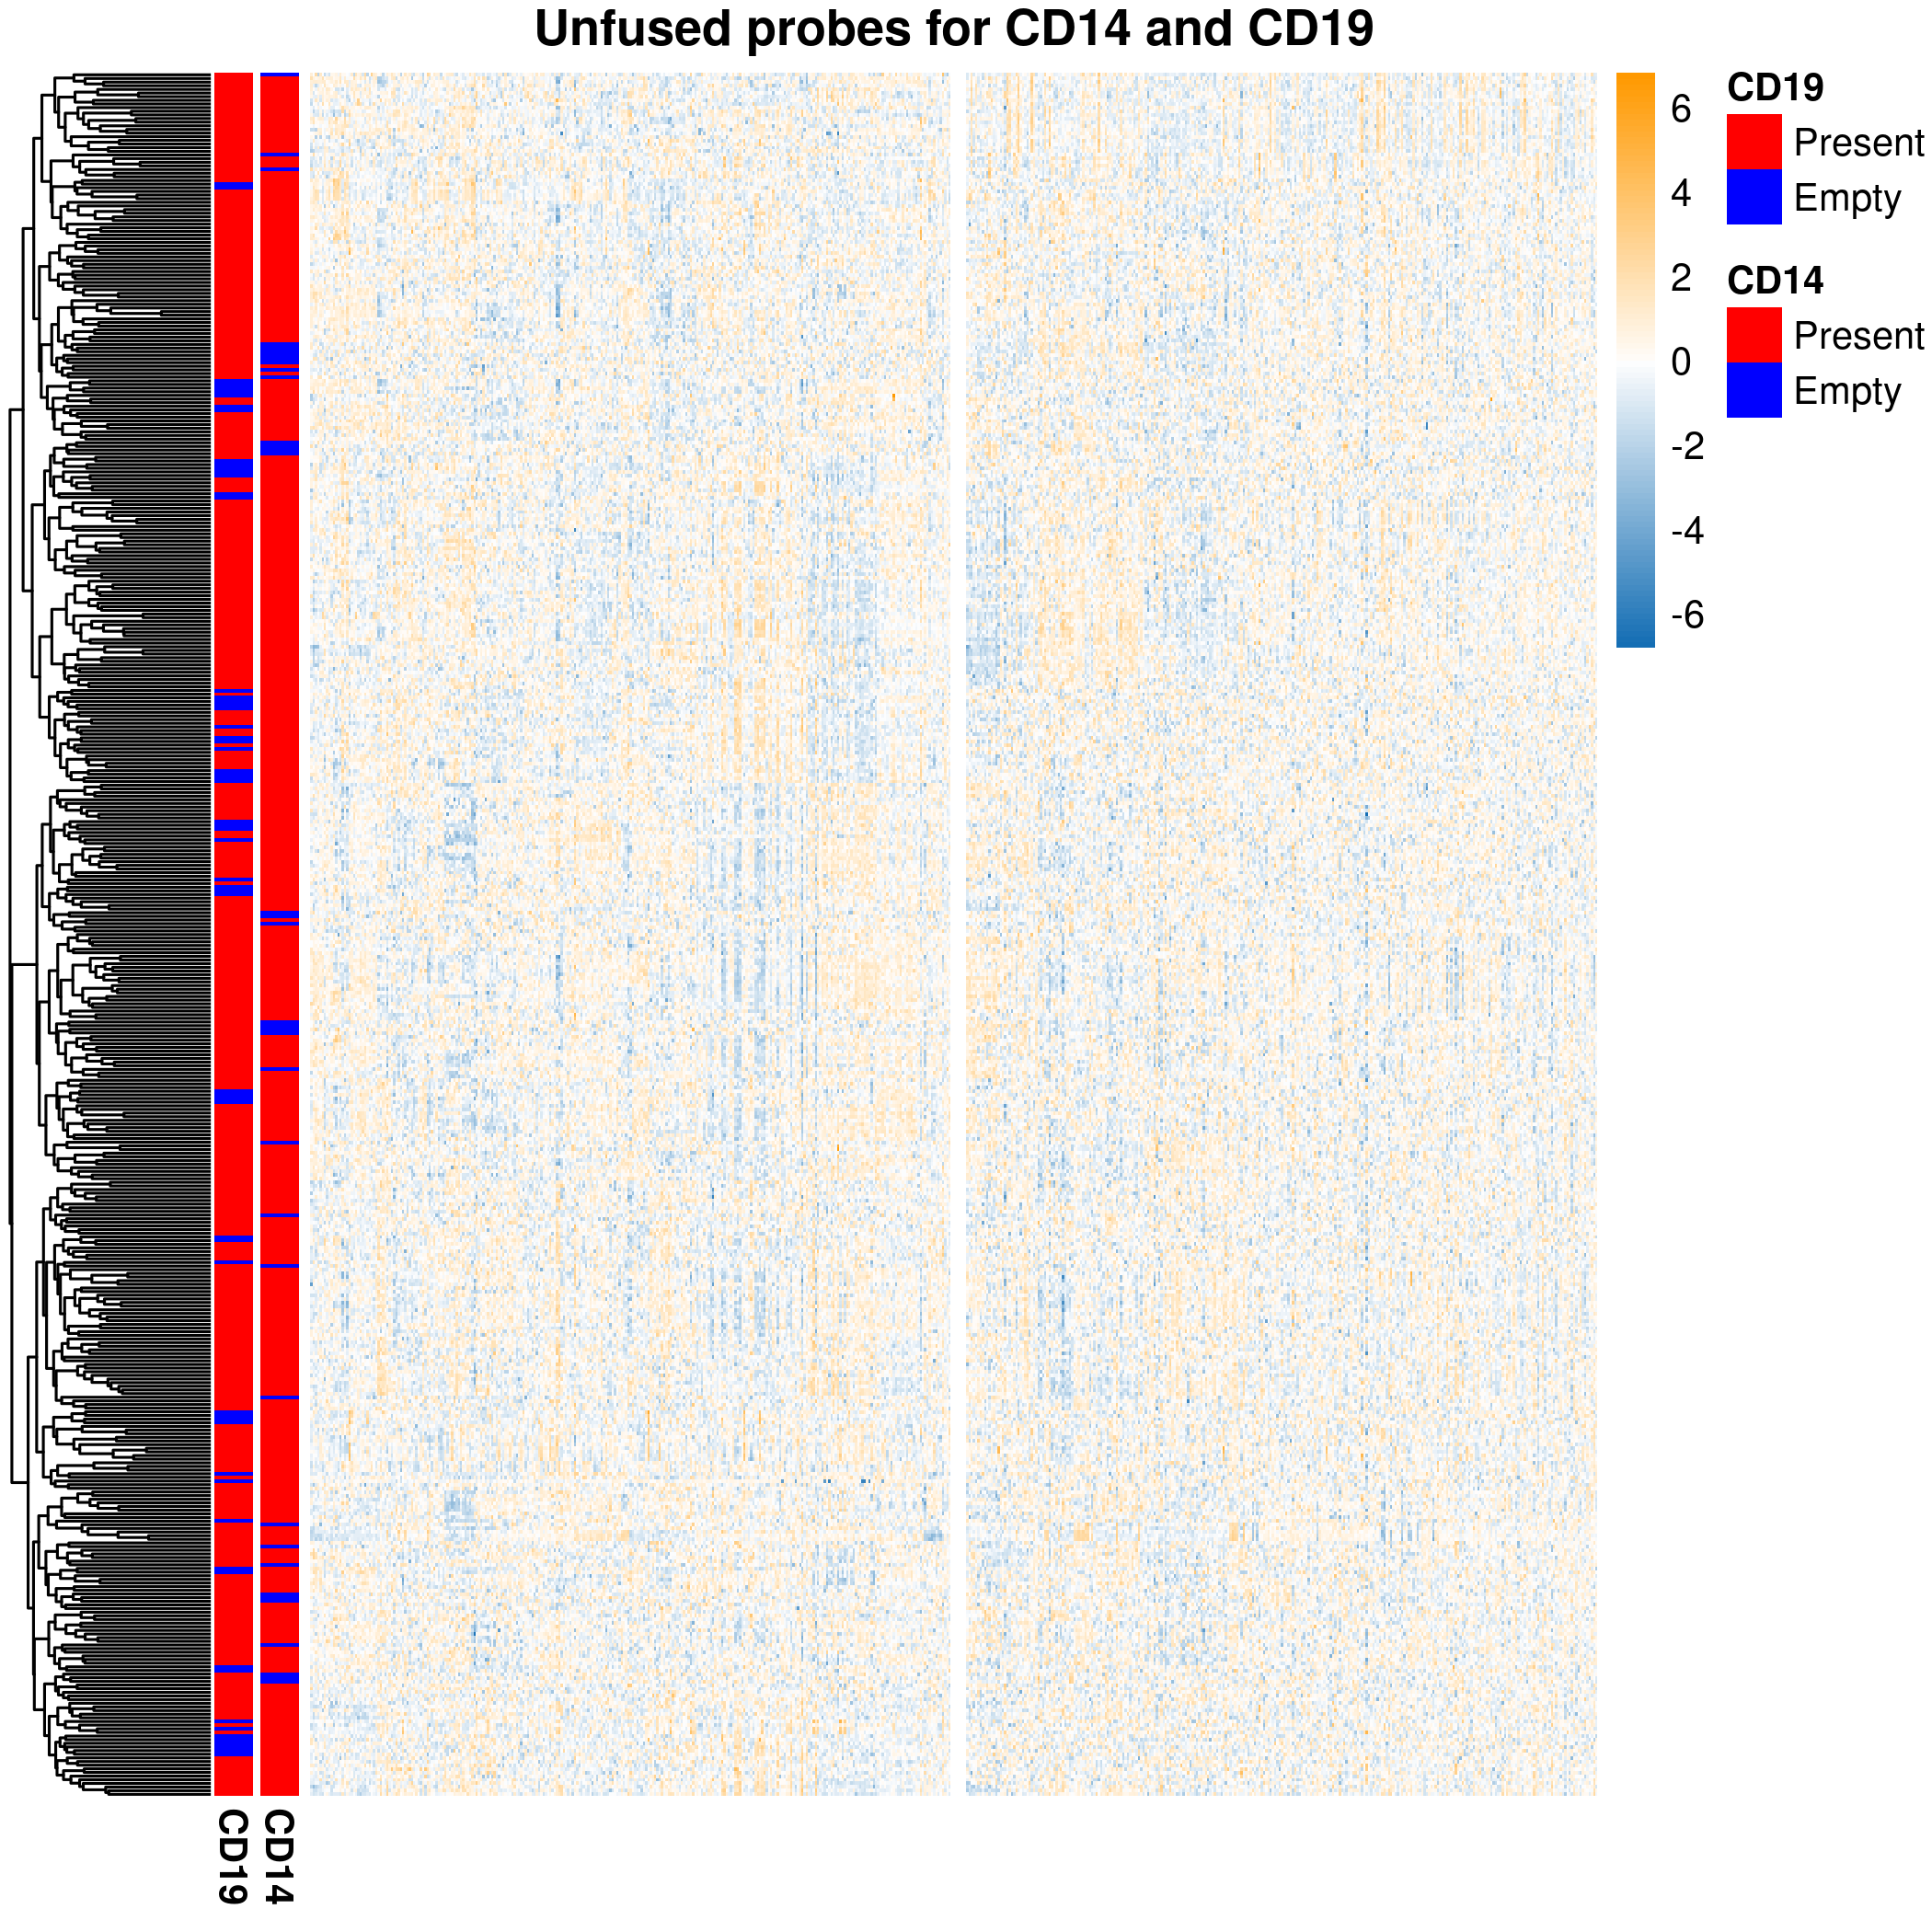 Unfused probes for CD14 and CD19
6
4
2
0
-2
-4
-6
CD19
Present
Empty
CD14
Present
Empty
CD19
CD14